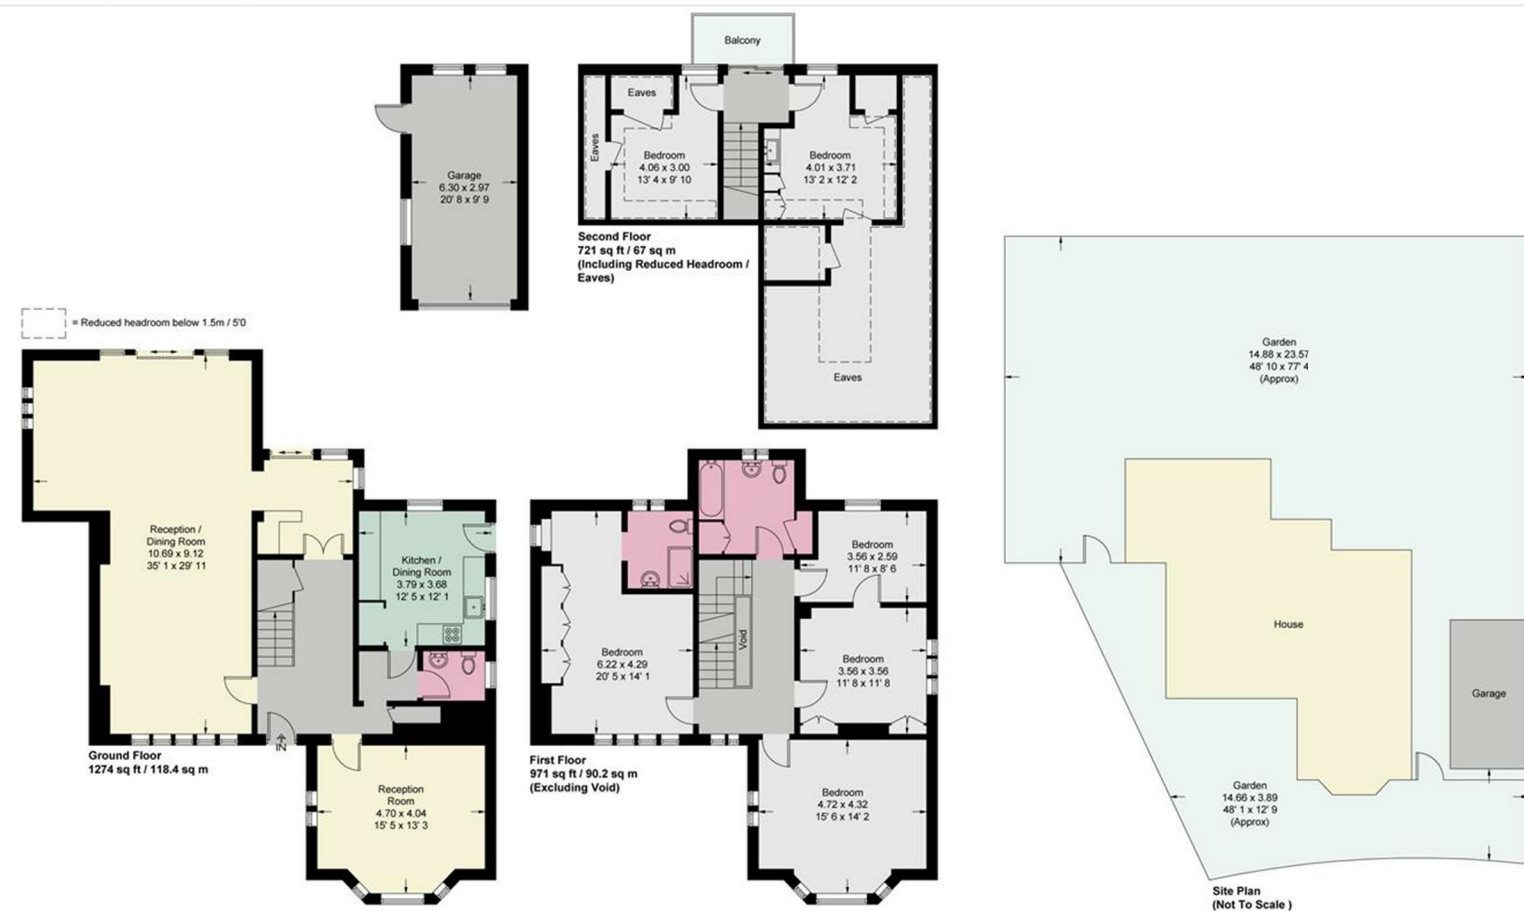 Balcony
Eaves
Eaves
Bedroom
4.06 x 3.00
13' 4 x 9' 10
Bedroom
4.01 x 3.71
13' 2 x 12' 2
Garage
6.30 x 2.97
20' 8 x 9' 9
Second Floor
721 sq ft / 67 sq m
(Including Reduced Headroom /
Eaves)
Eaves
= Reduced headroom below 1.5m / 5'0
Reception /
Dining Room
10.69 x 9.12
35' 1 x 29' 11
Kitchen /
Dining Room
3.79 x 3.68
12' 5 x 12' 1
IN
Ground Floor
1274 sq ft / 118.4 sq m
Reception
Room
4.70 x 4.04
15' 5 x 13' 3
Bedroom
3.56 x 2.59
11' 8 x 8' 6
Void
Bedroom
6.22 x 4.29
20' 5 x 14' 1
Bedroom
3.56 x 3.56
11' 8 x 11' 8
First Floor
971 sq ft / 90.2 sq m
(Excluding Void)
Bedroom
4.72 x 4.32
15' 6 x 14' 2
Garden
14.88 x 23.57
48' 10 x 77' 4
(Approx)
House
Garage
Garden
14.66 x 3.89
48' 1 x 12' 9
(Approx)
Site Plan
(Not To Scale )